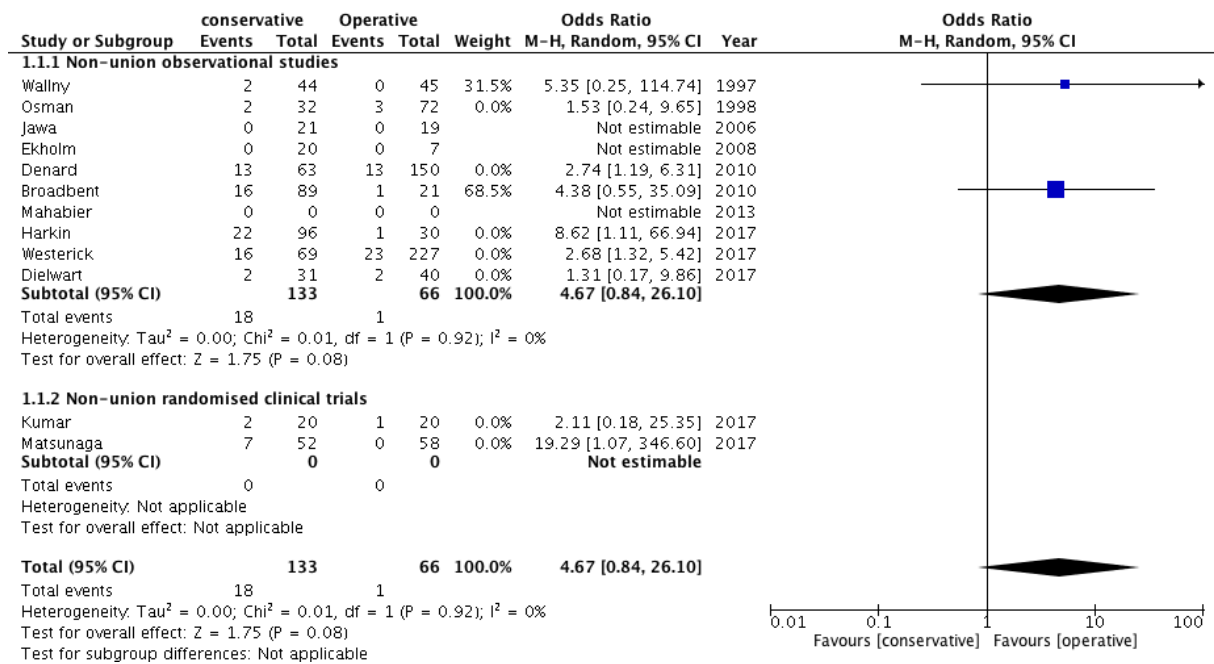 conservative Operative Odds Ratio Odds Ratio
Study or Subgroup Events Total Events Total Weight M-H, Random, 95% CI Year M-H, Random, 95% CI
1.1.1 Non-union observational studies
Wallny 2 44 0 45 31.5% 5.35 [0.25, 114.74] 1997
Osman 2 32 3 72 0.0% 1.53 [0.24, 9.65] 1998
Jawa 0 21 0 19 Not estimable 2006
Ekholm 0 20 0 7 Not estimable 2008
Denard 13 63 13 150 0.0% 2.74 [1.19, 6.31] 2010
Broadbent 16 89 1 21 68.5% 4.38 [0.55, 35.09] 2010
Mahabier 0 0 0 0 Not estimable 2013
Harkin 22 96 1 30 0.0% 8.62 [1.11, 66.94] 2017
Westerick 16 69 23 227 0.0% 2.68 [1.32, 5.42] 2017
Dielwart 2 31 2 40 0.0% 1.31 [0.17, 9.86] 2017
Subtotal (95% CI) 133 66 100.0% 4.67 [0.84, 26.10]
Total events 18 1
Heterogeneity: Tau² = 0.00; Chi² = 0.01, df = 1 (P = 0.92); I² = 0%
Test for overall effect: Z = 1.75 (P = 0.08)
1.1.2 Non-union randomised clinical trials
Kumar 2 20 1 20 0.0% 2.11 [0.18, 25.35] 2017
Matsunaga 7 52 0 58 0.0% 19.29 [1.07, 346.60] 2017
Subtotal (95% CI) 0 0 Not estimable
Total events 0 0
Heterogeneity: Not applicable
Test for overall effect: Not applicable
Total (95% CI) 133 66 100.0% 4.67 [0.84, 26.10]
Total events 18 1
Heterogeneity: Tau² = 0.00; Chi² = 0.01, df = 1 (P = 0.92); I² = 0%
Test for overall effect: Z = 1.75 (P = 0.08)
Test for subgroup differences: Not applicable
0.01 0.1 1 10 100
Favours [conservative] Favours [operative]